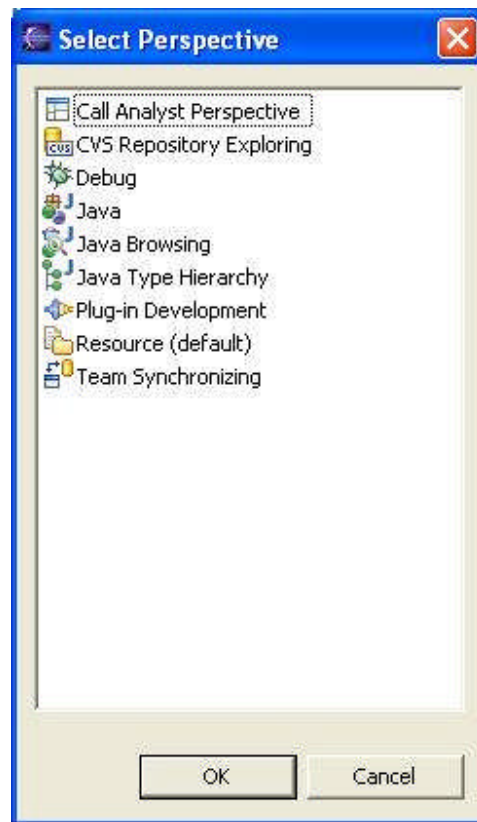 Select Perspective
Call Analyst Perspective
CVS CVS Repository Exploring
Debug
Java
Java Browsing
Java Type Hierarchy
Plug-in Development
Resource (default)
Team Synchronizing
OK Cancel